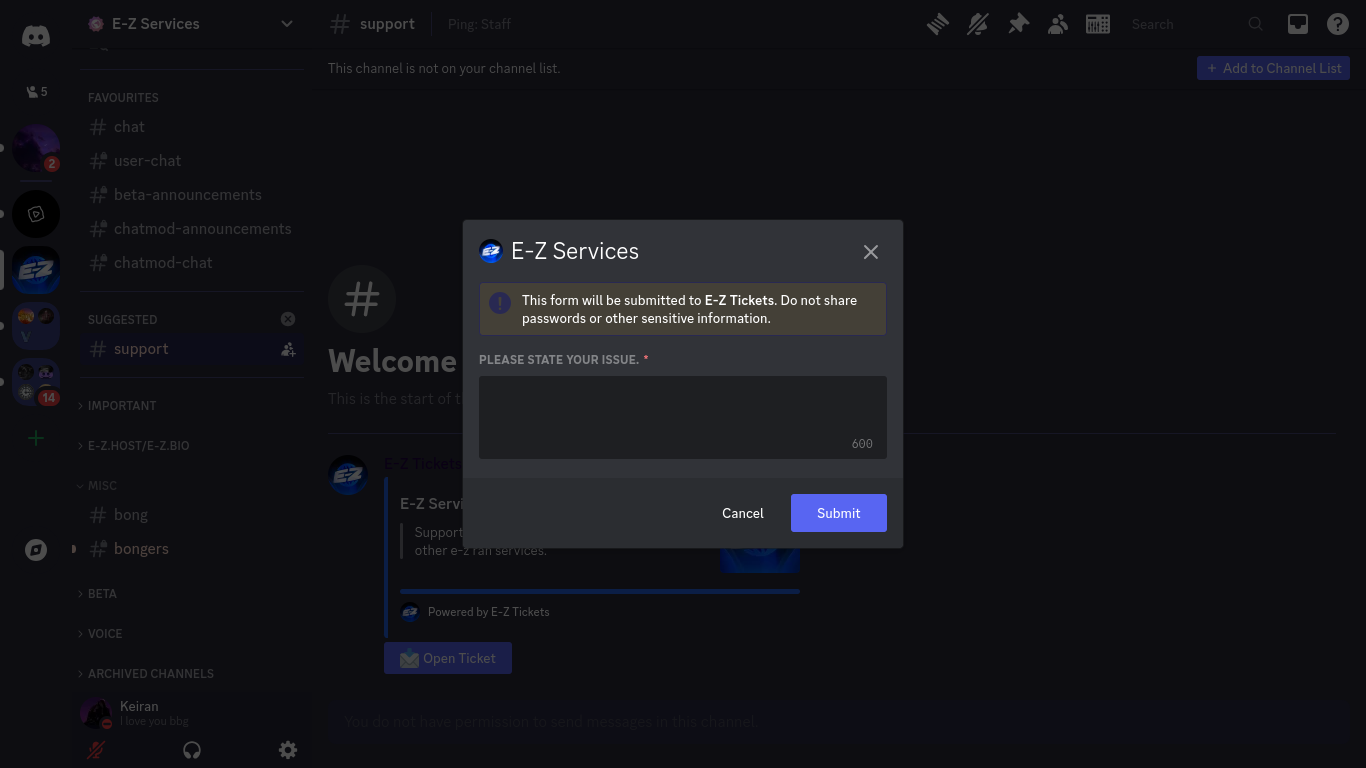 E-Z Services
support
Ping: Staff
Search
5
This channel is not on your channel list.
+ Add to Channel List
FAVOURITES
chat
user-chat
beta-announcements
chatmod-announcements
chatmod-chat
2
E-Z
SUGGESTED
support
V
14
IMPORTANT
E-Z.HOST/E-Z.BIO
MISC
bong
bongers
BETA
VOICE
ARCHIVED CHANNELS
Keiran
I love you bbg
Welcome
This is the start of t
E-Z Tickets
E-Z
E-Z Servi
Support
other e-z fan services.
E-Z
Powered by E-Z Tickets
Open Ticket
You do not have permission to send messages in this channel.
E-Z
E-Z Services
This form will be submitted to E-Z Tickets. Do not share
passwords or other sensitive information.
PLEASE STATE YOUR ISSUE. *
600
Cancel
Submit